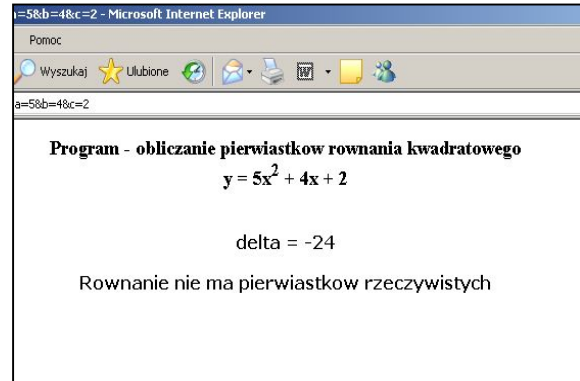 a=5&b=4&c=2 - Microsoft Internet Explorer
Pomoc
Wyszukaj Ulubione
a=5&b=4&c=2
Program - obliczanie pierwiastkow rownania kwadratowego
y = 5x² + 4x + 2
delta = -24
Rownanie nie ma pierwiastkow rzeczywistych